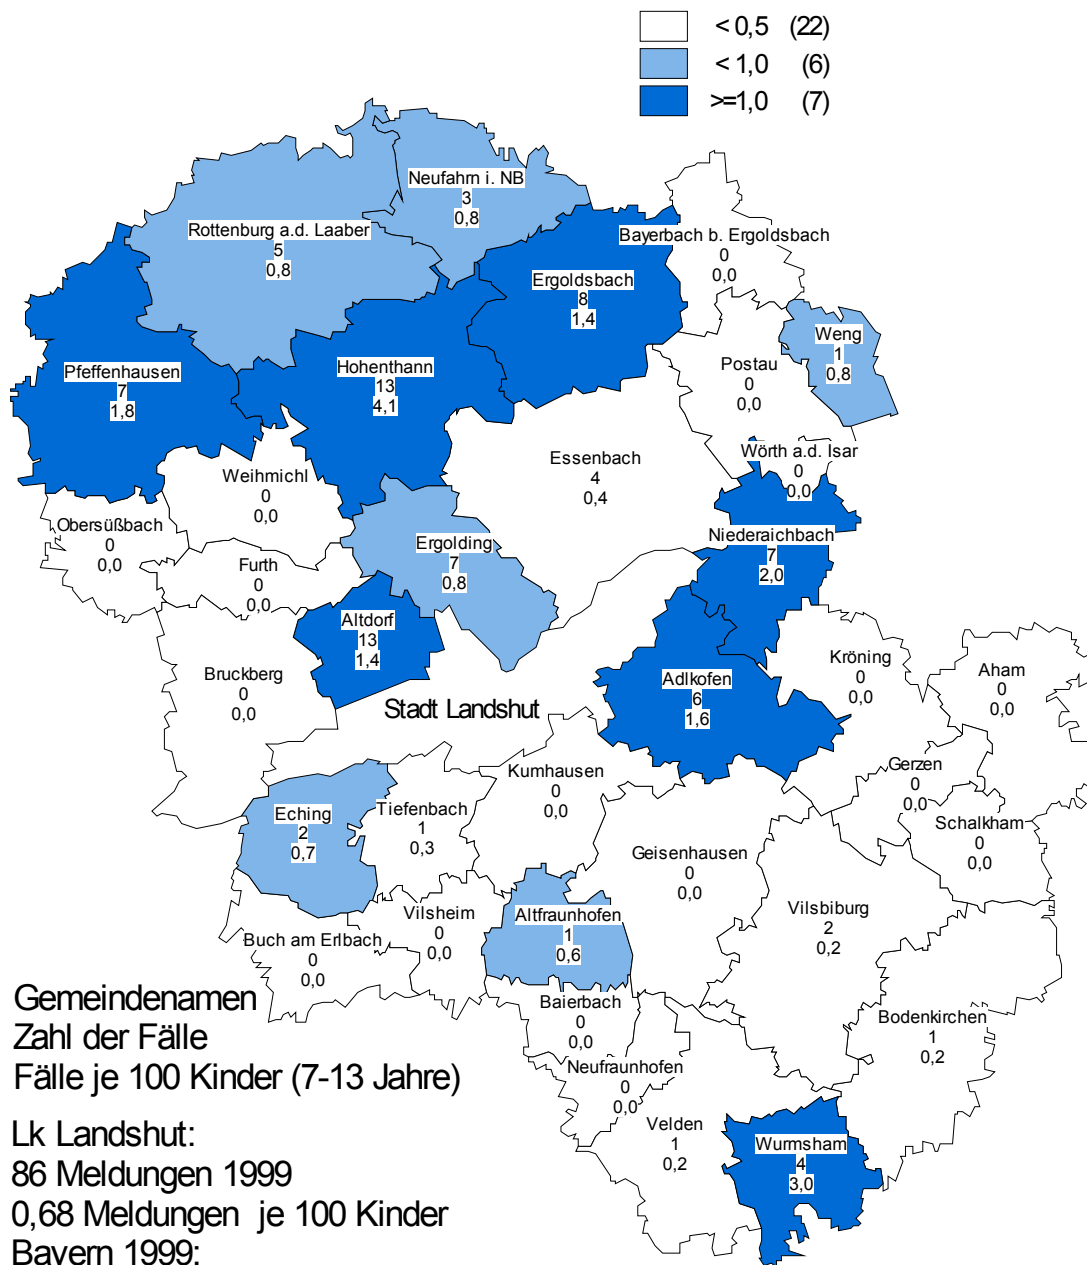 < 0,5 (22)
< 1,0 (6)
>=1,0 (7)
Neufahrn i. NB
3
0,8
Rottenburg a.d. Laaber
5
0,8
Bayerbach b. Ergoldsbach
0
0,0
Ergoldsbach
8
1,4
Weng
1
0,8
Postau
0
0,0
Pfeffenhausen
7
1,8
Hohenthann
13
4,1
Essenbach
4
0,4
Wörth a.d. Isar
0
0,0
Weihmichl
0
0,0
Obersüßbach
0
0,0
Ergolding
7
0,8
Niederaichbach
7
2,0
Furth
0
0,0
Altdorf
13
1,4
Bruckberg
0
0,0
Kröning
0
0,0
Aham
0
0,0
Adlkofen
6
1,6
Stadt Landshut
Kumhausen
0
0,0
Gerzen
0
0,0
Eching
2
0,7
Tiefenbach
1
0,3
Schalkham
0
0,0
Geisenhausen
0
0,0
Vilsbiburg
2
0,2
Vilsheim
0
0,0
Altfraunhofen
1
0,6
Buch am Erlbach
0
0,0
Baierbach
0
0,0
Bodenkirchen
1
0,2
Neufraunhofen
0
0,0
Velden
1
0,2
Wurmsham
4
3,0
Gemeindenamen
Zahl der Fälle
Fälle je 100 Kinder (7-13 Jahre)
Lk Landshut:
86 Meldungen 1999
0,68 Meldungen je 100 Kinder
Bayern 1999: